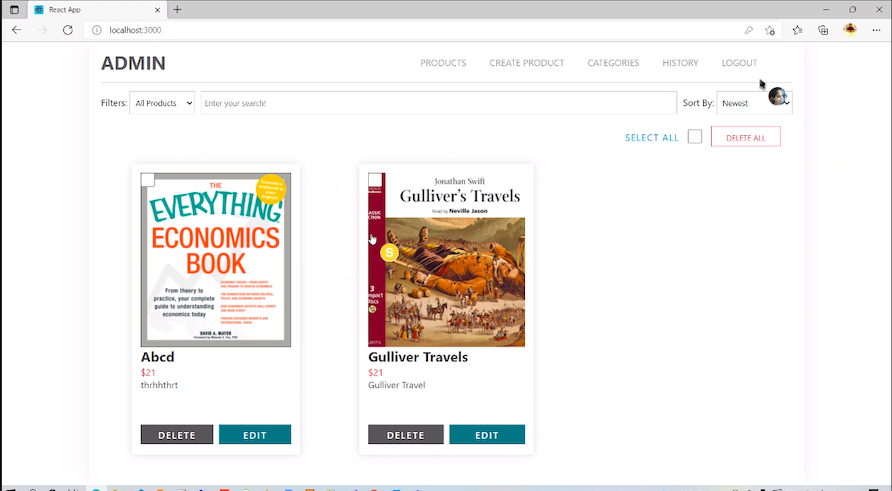 React App
localhost:3000
ADMIN
PRODUCTS CREATE PRODUCT CATEGORIES HISTORY LOGOUT
Filters: All Products Enter your search! Sort By: Newest
SELECT ALL DELETE ALL
THE
EVERYTHING
ECONOMICS
BOOK
From theory to
practice, your complete
guide to understanding
economics today
DAVID A. MAYER
Abcd
$21
thrhhthrt
DELETE EDIT
Jonathan Swift
Gulliver's Travels
Read by Neville Jason
S
3
Gulliver Travels
$21
Gulliver Travel
DELETE EDIT